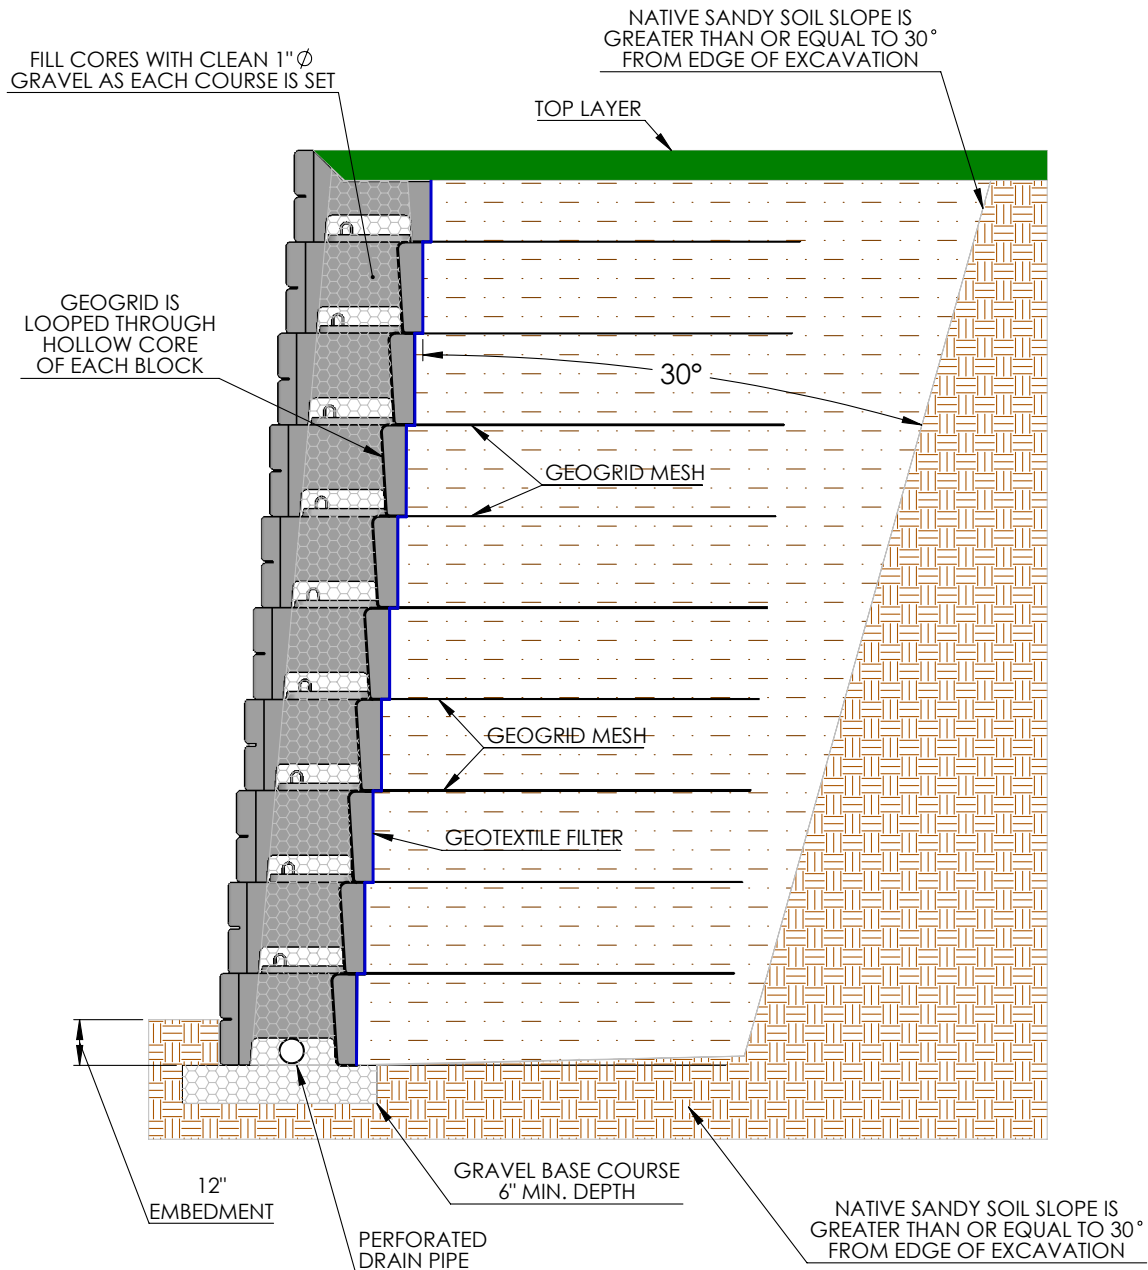 NATIVE SANDY SOIL SLOPE IS
GREATER THAN OR EQUAL TO 30°
FROM EDGE OF EXCAVATION
FILL CORES WITH CLEAN 1"∅
GRAVEL AS EACH COURSE IS SET
TOP LAYER
GEOGRID IS
LOOPED THROUGH
HOLLOW CORE
OF EACH BLOCK
30°
GEOGRID MESH
GEOGRID MESH
GEOTEXTILE FILTER
12"
EMBEDMENT
GRAVEL BASE COURSE
6" MIN. DEPTH
PERFORATED
DRAIN PIPE
NATIVE SANDY SOIL SLOPE IS
GREATER THAN OR EQUAL TO 30°
FROM EDGE OF EXCAVATION